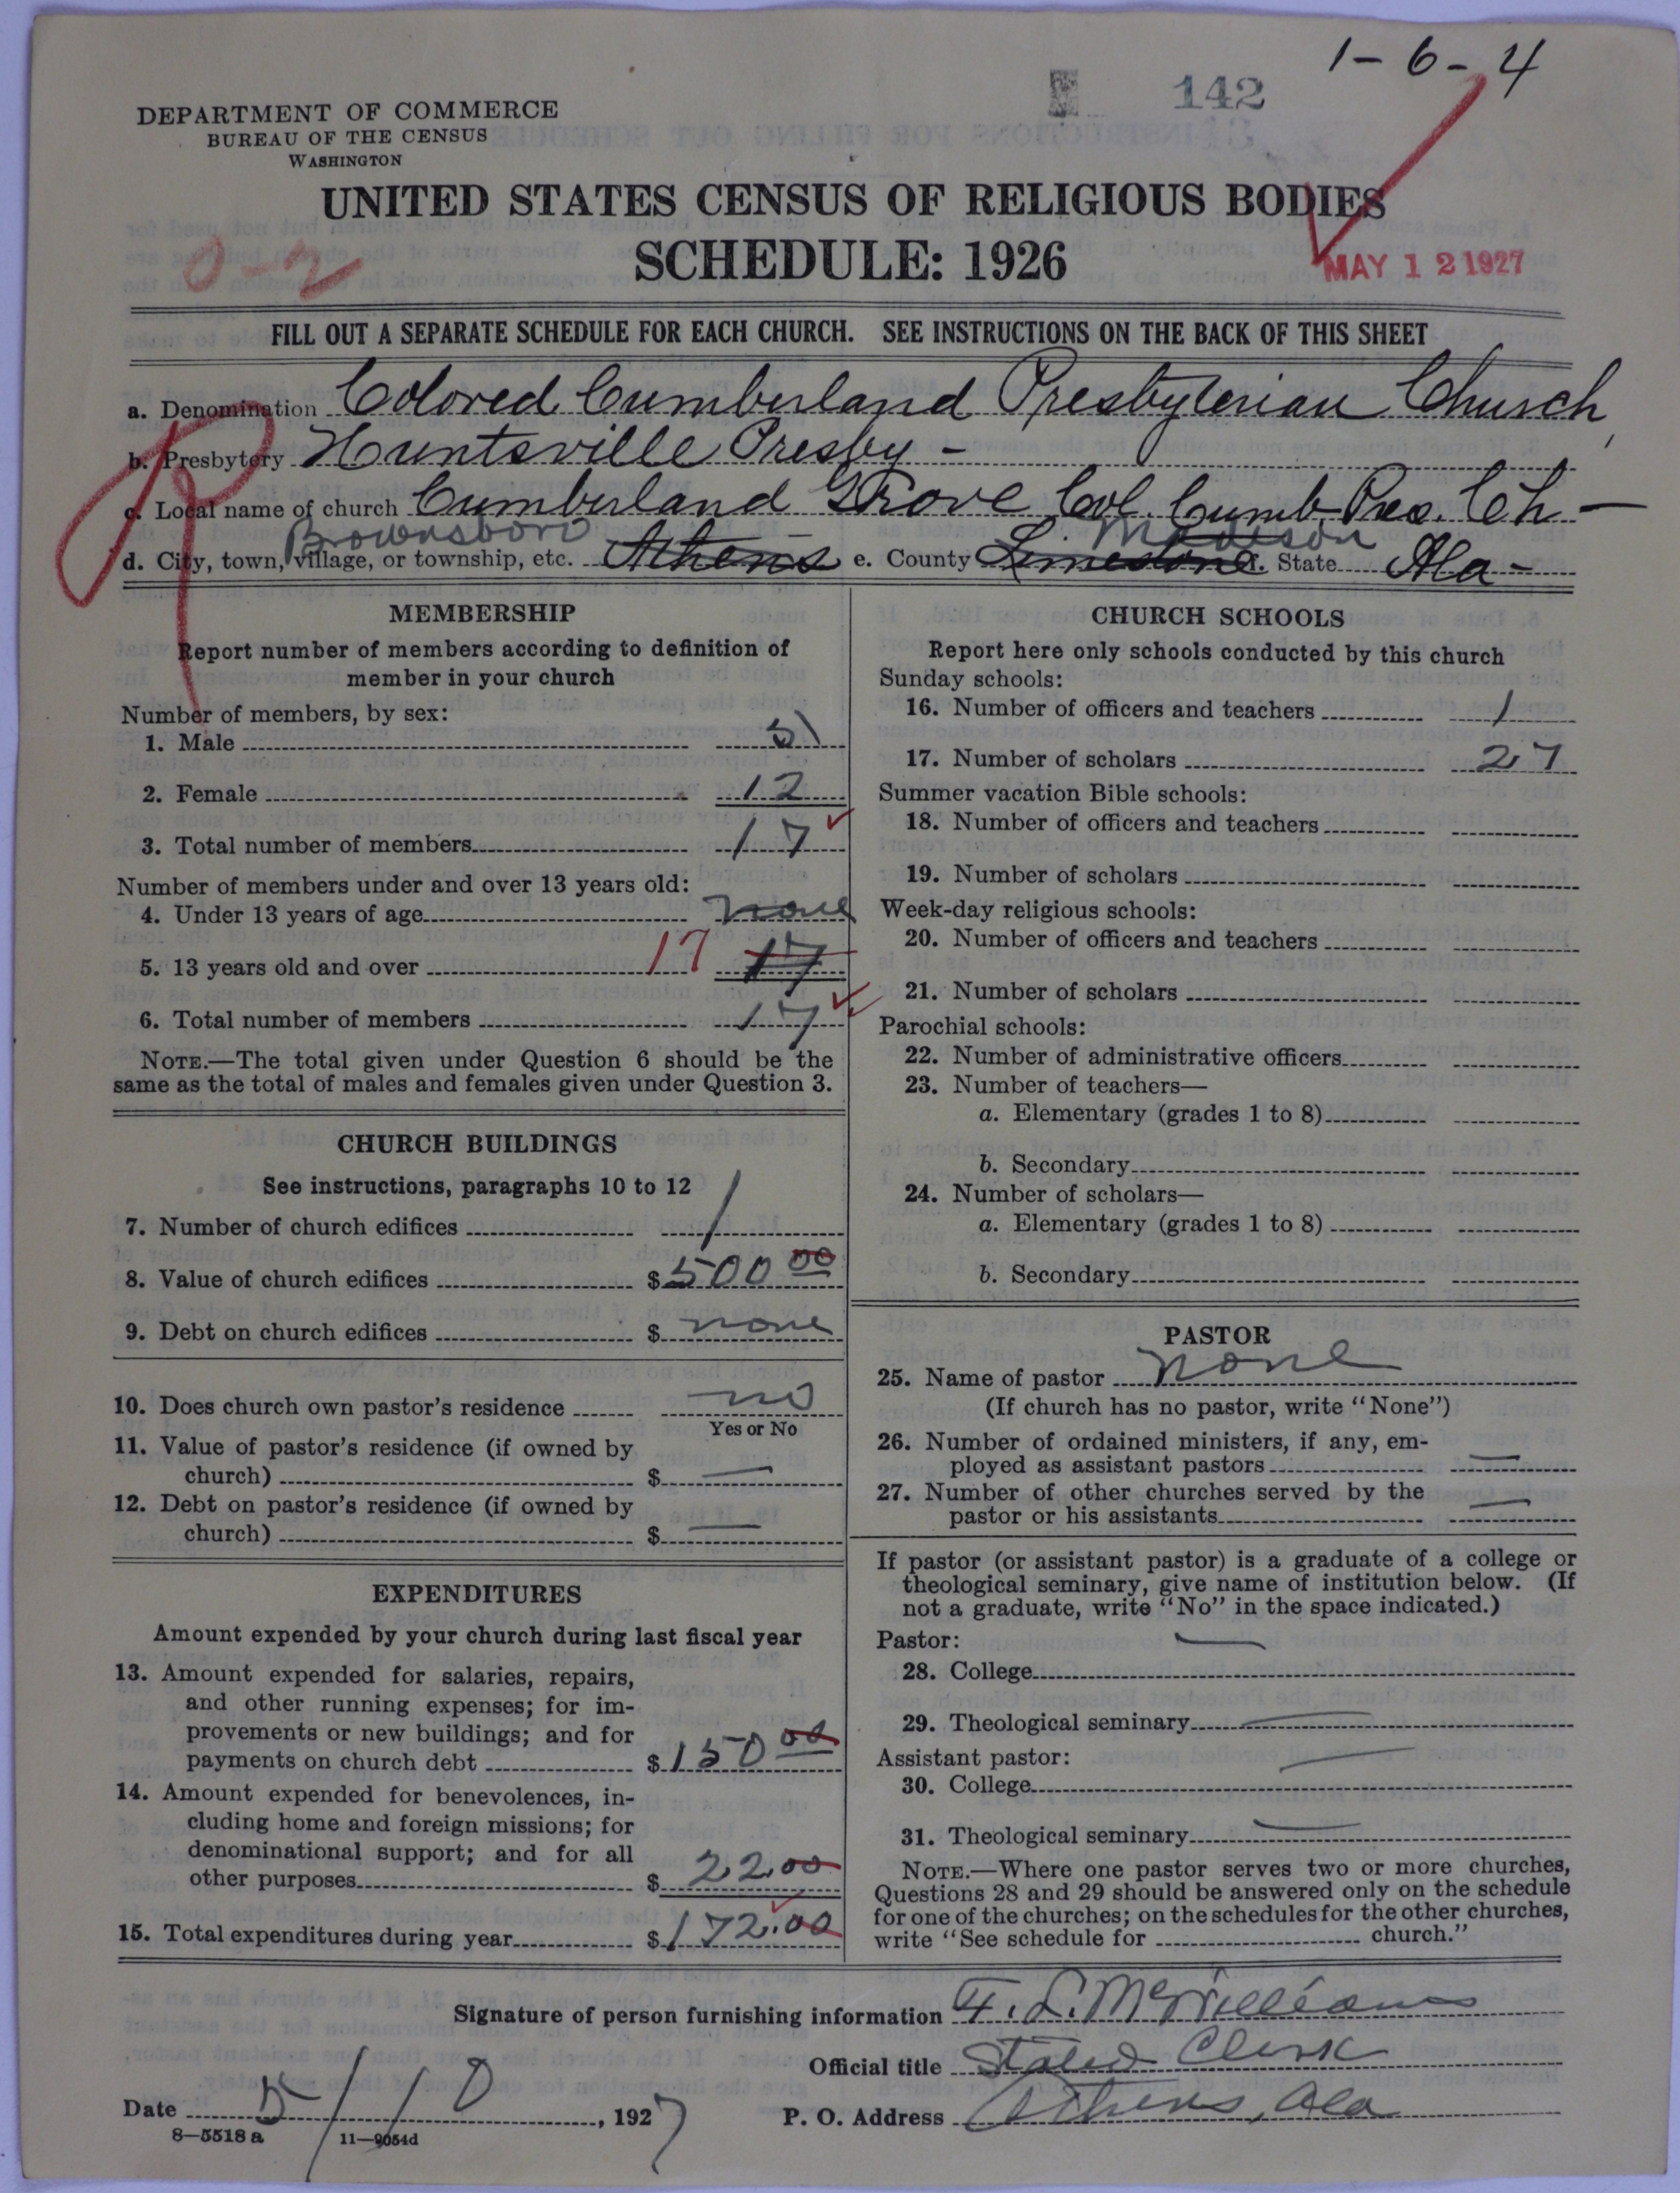 1-6-4
142
DEPARTMENT OF COMMERCE
BUREAU OF THE CENSUS
WASHINGTON
UNITED STATES CENSUS OF RELIGIOUS BODIES
SCHEDULE: 1926
MAY 12 1927
0-2
FILL OUT A SEPARATE SCHEDULE FOR EACH CHURCH. SEE INSTRUCTIONS ON THE BACK OF THIS SHEET
a. Denomination Colored Cumberland Presbyterian Church
b. Presbytery Huntsville Presby-
R
c. Local name of church Cumberland Grove Col. Cumb. Pres. Ch-
Brownsboro Madison
d. City, town, village, or township, etc. Athens e. County Limestone f. State Ala-
MEMBERSHIP
Report number of members according to definition of
member in your church
Number of members, by sex:
1. Male 5
2. Female 12
3. Total number of members 17
Number of members under and over 13 years old:
4. Under 13 years of age none
5. 13 years old and over 17 17
6. Total number of members 17
NOTE.—The total given under Question 6 should be the
same as the total of males and females given under Question 3.
CHURCH BUILDINGS
See instructions, paragraphs 10 to 12
7. Number of church edifices 1
8. Value of church edifices $ 500 00
9. Debt on church edifices $ none
10. Does church own pastor's residence no
Yes or No
11. Value of pastor's residence (if owned by
church) $ —
12. Debt on pastor's residence (if owned by
church) $ —
EXPENDITURES
Amount expended by your church during last fiscal year
13. Amount expended for salaries, repairs,
and other running expenses; for im-
provements or new buildings; and for
payments on church debt $ 150 00
14. Amount expended for benevolences, in-
cluding home and foreign missions; for
denominational support; and for all
other purposes $ 22.00
15. Total expenditures during year $ 172.00
CHURCH SCHOOLS
Report here only schools conducted by this church
Sunday schools:
16. Number of officers and teachers 1
17. Number of scholars 27
Summer vacation Bible schools:
18. Number of officers and teachers
19. Number of scholars
Week-day religious schools:
20. Number of officers and teachers
21. Number of scholars
Parochial schools:
22. Number of administrative officers
23. Number of teachers—
a. Elementary (grades 1 to 8)
b. Secondary
24. Number of scholars—
a. Elementary (grades 1 to 8)
b. Secondary
PASTOR
25. Name of pastor none
(If church has no pastor, write "None")
26. Number of ordained ministers, if any, em-
ployed as assistant pastors —
27. Number of other churches served by the
pastor or his assistants —
If pastor (or assistant pastor) is a graduate of a college or
theological seminary, give name of institution below. (If
not a graduate, write "No" in the space indicated.)
Pastor: —
28. College
29. Theological seminary —
Assistant pastor: —
30. College
31. Theological seminary —
NOTE.—Where one pastor serves two or more churches,
Questions 28 and 29 should be answered only on the schedule
for one of the churches; on the schedules for the other churches,
write "See schedule for church."
Signature of person furnishing information F. L. McWilliams
Official title Stated Clerk
Date 5/10, 1927 P. O. Address Athens, Ala
8—5518 a 11—9054d